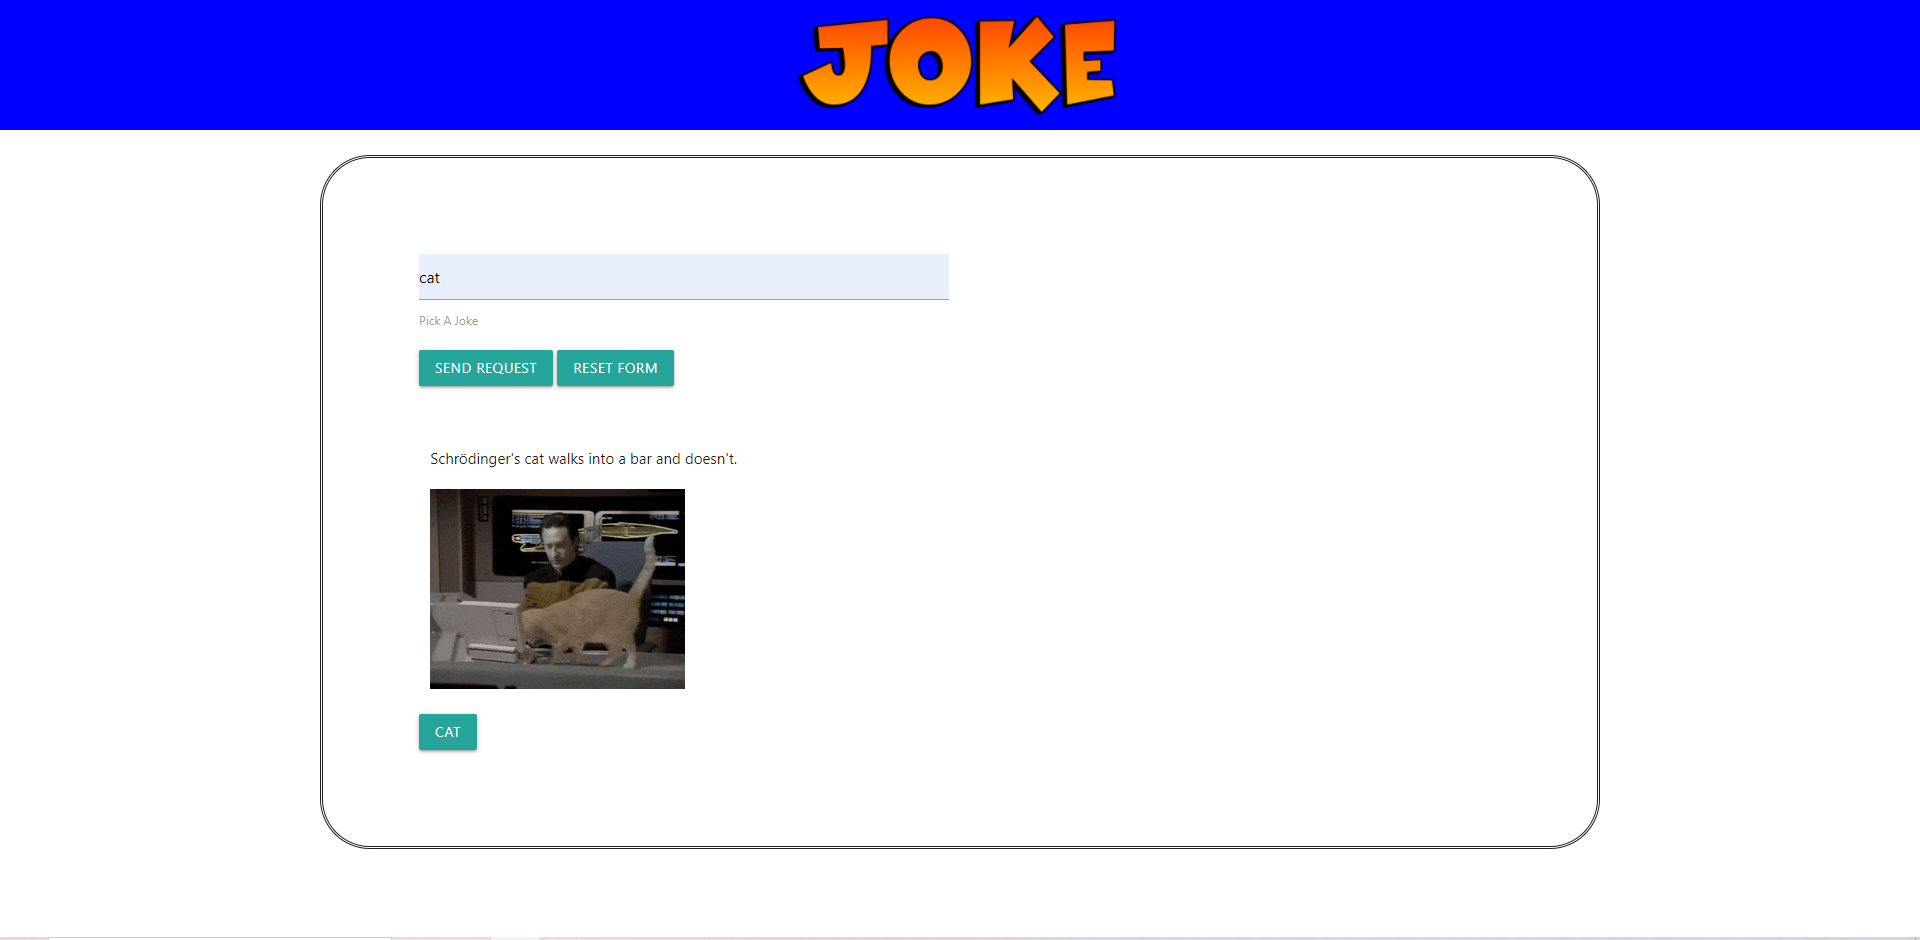 JOKE
cat
Pick A Joke
SEND REQUEST RESET FORM
Schrödinger's cat walks into a bar and doesn't.
CAT